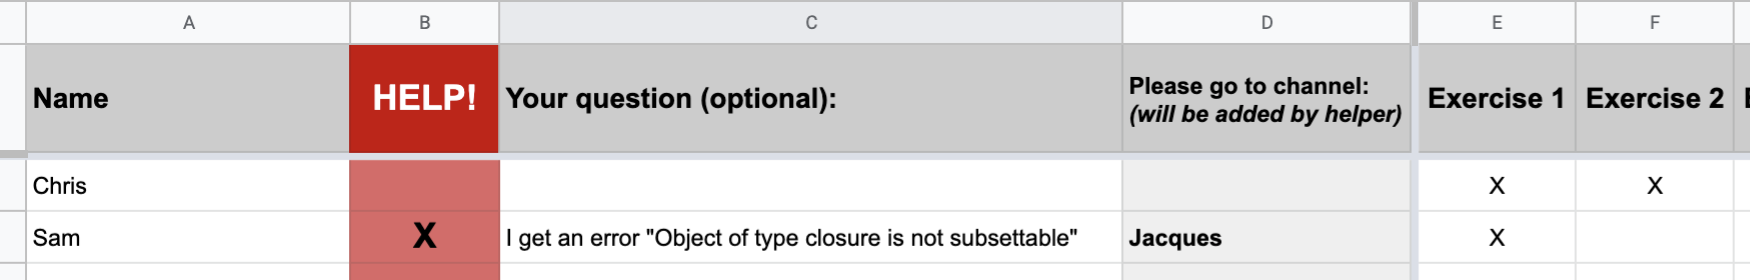 A B C D E F
Name HELP! Your question (optional): Please go to channel: Exercise 1 Exercise 2
(will be added by helper)
Chris X X
Sam X I get an error "Object of type closure is not subsettable" Jacques X